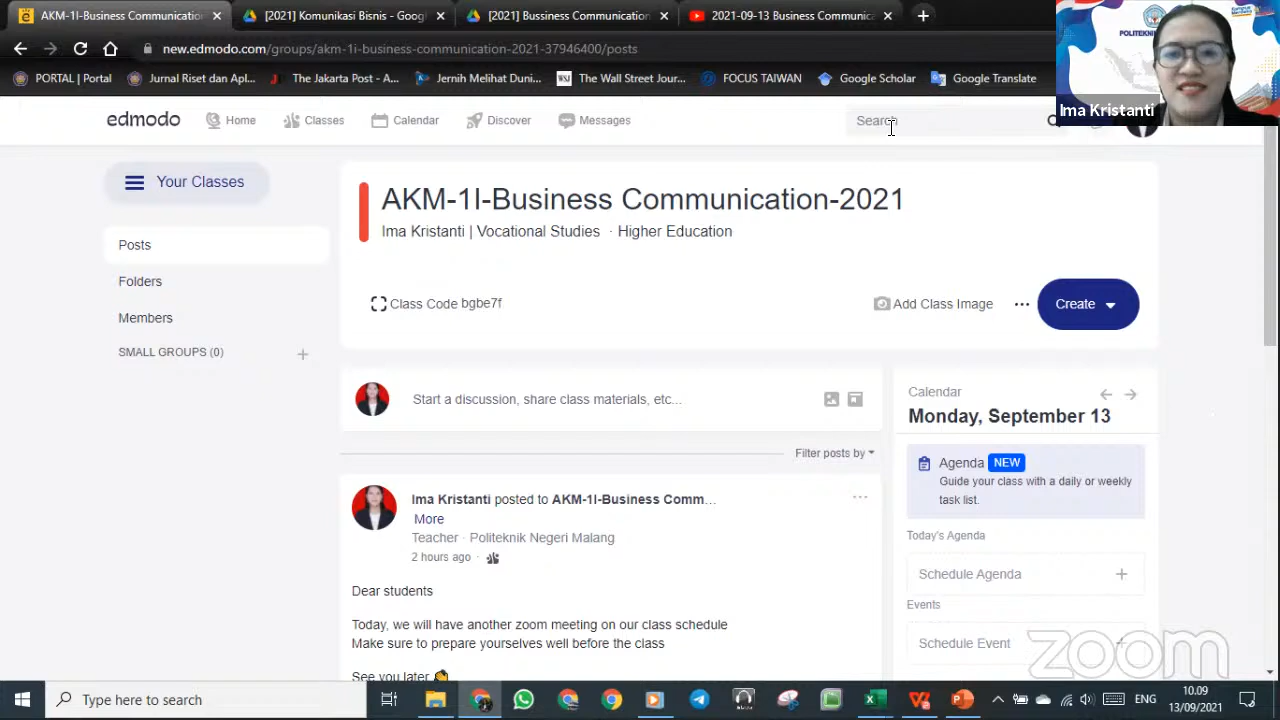 AKM-1I-Business Communication-2
[2021] Komunikasi Bisnis - Goog
[2021] Business Communication
2021-09-13 Business Communica
new.edmodo.com/groups/akm-1i-business-communication-2021-37946400/posts
PORTAL | Portal
Jurnal Riset dan Apl...
The Jakarta Post - A...
Jernih Melihat Duni...
WSJ
The Wall Street Jour...
FOCUS TAIWAN
Google Scholar
Google Translate
Ima Kristanti
edmodo
Home
Classes
Calendar
Discover
Messages
Search
Your Classes
Posts
Folders
Members
SMALL GROUPS (0)
AKM-1I-Business Communication-2021
Ima Kristanti | Vocational Studies · Higher Education
Class Code bgbe7f
Add Class Image
Create
Start a discussion, share class materials, etc...
Filter posts by
Ima Kristanti posted to AKM-1I-Business Comm...
More
Teacher · Politeknik Negeri Malang
2 hours ago ·
Dear students
Today, we will have another zoom meeting on our class schedule
Make sure to prepare yourselves well before the class
See you later
Calendar
Monday, September 13
Agenda NEW
Guide your class with a daily or weekly
task list.
Today's Agenda
Schedule Agenda
Events
Schedule Event
zoom
Type here to search
ENG
10.09
13/09/2021